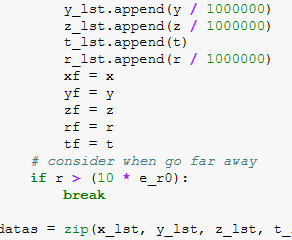 y_lst.append(y / 1000000)
z_lst.append(z / 1000000)
t_lst.append(t)
r_lst.append(r / 1000000)
xf = x
yf = y
zf = z
rf = r
tf = t
# consider when go far away
if r > (10 * e_r0):
break
datas = zip(x_lst, y_lst, z_lst, t_